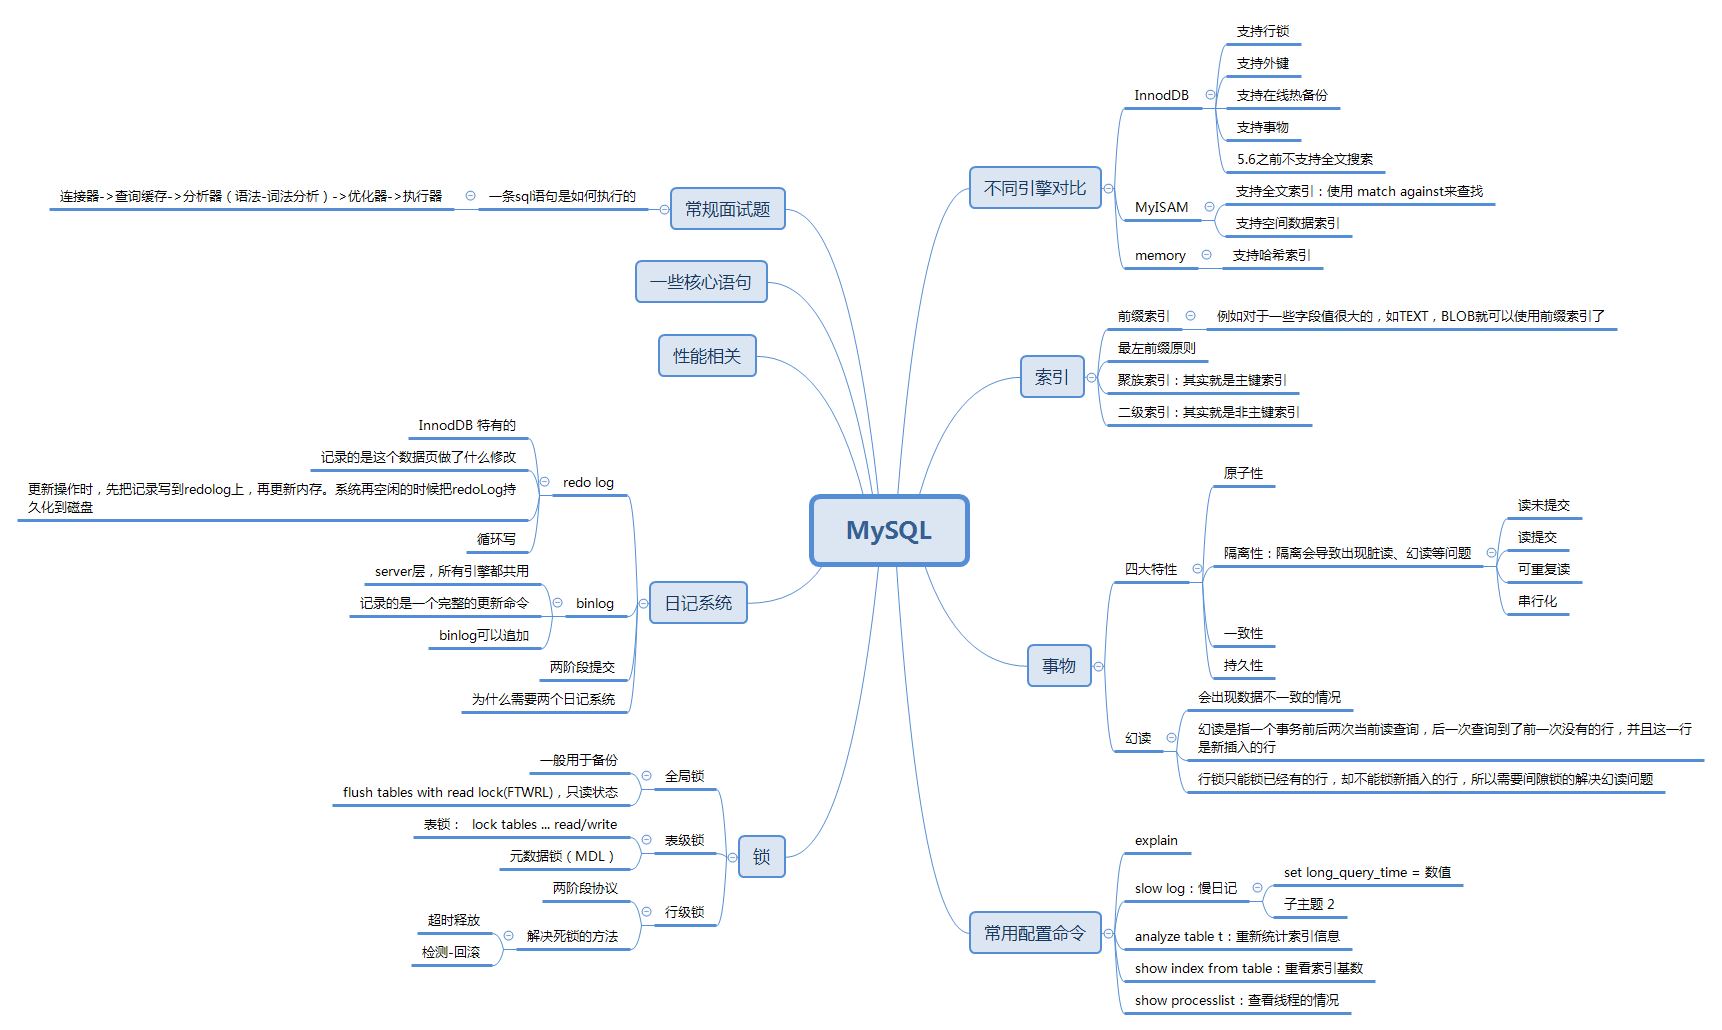 MySQL
不同引擎对比
InnodDB
支持行锁
支持外键
支持在线热备份
支持事物
5.6之前不支持全文搜索
MyISAM
支持全文索引：使用 match against来查找
支持空间数据索引
memory
支持哈希索引
索引
前缀索引
例如对于一些字段值很大的，如TEXT，BLOB就可以使用前缀索引了
最左前缀原则
聚族索引：其实就是主键索引
二级索引：其实就是非主键索引
事物
四大特性
原子性
隔离性：隔离会导致出现脏读、幻读等问题
读未提交
读提交
可重复读
串行化
一致性
持久性
幻读
会出现数据不一致的情况
幻读是指一个事务前后两次当前读查询，后一次查询到了前一次没有的行，并且这一行
是新插入的行
行锁只能锁已经有的行，却不能锁新插入的行，所以需要间隙锁的解决幻读问题
常用配置命令
explain
slow log：慢日记
set long_query_time = 数值
子主题 2
analyze table t：重新统计索引信息
show index from table：重看索引基数
show processlist：查看线程的情况
常规面试题
一条sql语句是如何执行的
连接器->查询缓存->分析器（语法-词法分析）->优化器->执行器
一些核心语句
性能相关
日记系统
redo log
InnodDB 特有的
记录的是这个数据页做了什么修改
更新操作时，先把记录写到redolog上，再更新内存。系统再空闲的时候把redoLog持
久化到磁盘
循环写
binlog
server层，所有引擎都共用
记录的是一个完整的更新命令
binlog可以追加
两阶段提交
为什么需要两个日记系统
锁
全局锁
一般用于备份
flush tables with read lock(FTWRL)，只读状态
表级锁
表锁： lock tables ... read/write
元数据锁（MDL）
行级锁
两阶段协议
解决死锁的方法
超时释放
检测-回滚